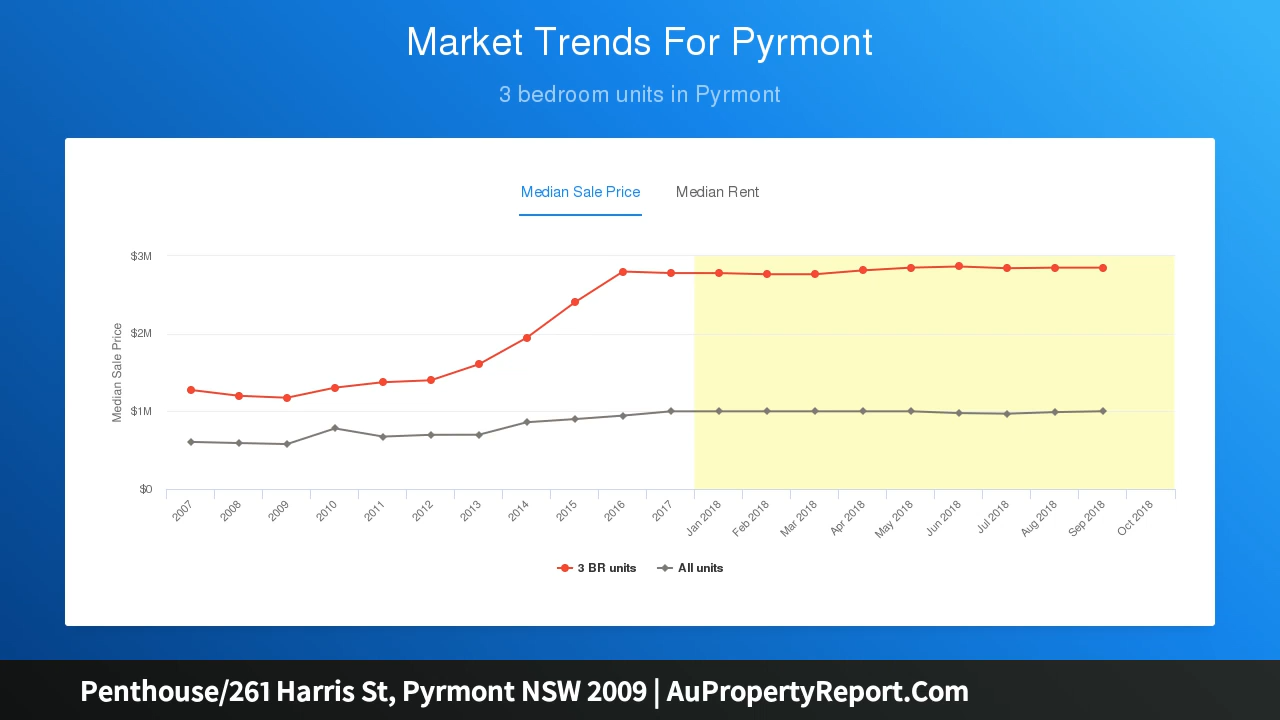 Market Trends For Pyrmont
3 bedroom units in Pyrmont
Median Sale Price Median Rent
Median Sale Price
$3M
$2M
$1M
$0
2007 2008 2009 2010 2011 2012 2013 2014 2015 2016 2017 Jan 2018 Feb 2018 Mar 2018 Apr 2018 May 2018 Jun 2018 Jul 2018 Aug 2018 Sep 2018 Oct 2018
3 BR units All units
Penthouse/261 Harris St, Pyrmont NSW 2009 | AuPropertyReport.Com